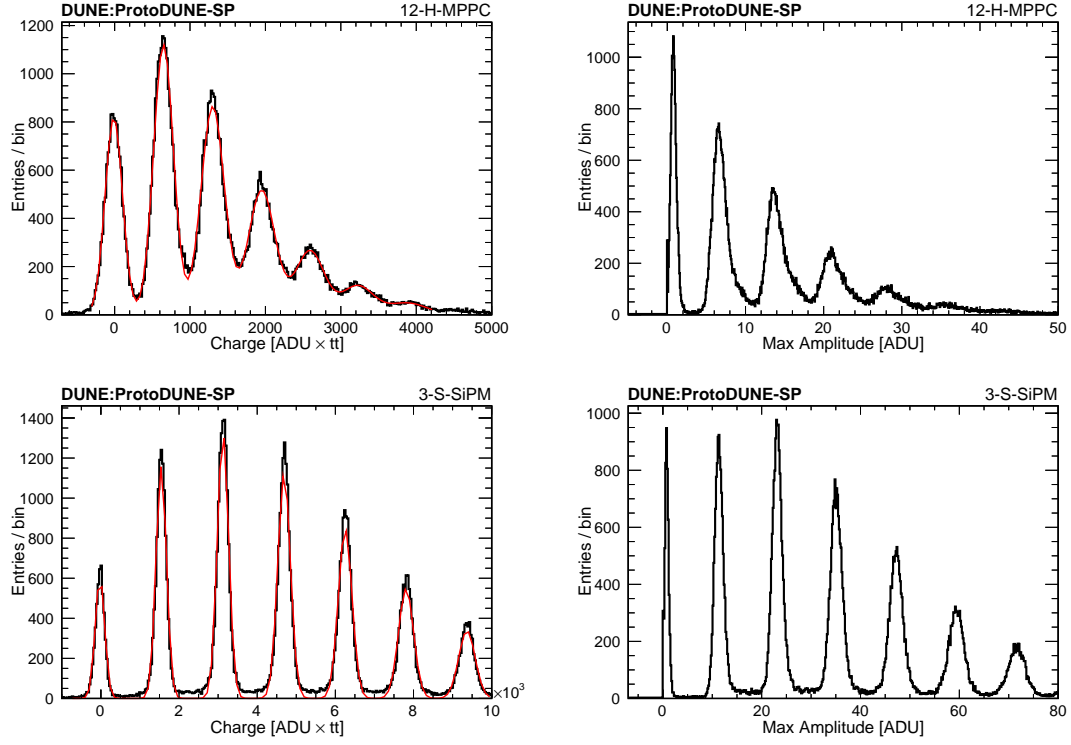 DUNE:ProtoDUNE-SP 12-H-MPPC
Entries / bin
1200
1000
800
600
400
200
0
0 1000 2000 3000 4000 5000
Charge [ADU × tt]
DUNE:ProtoDUNE-SP 12-H-MPPC
Entries / bin
1000
800
600
400
200
0
0 10 20 30 40 50
Max Amplitude [ADU]
DUNE:ProtoDUNE-SP 3-S-SiPM
Entries / bin
1400
1200
1000
800
600
400
200
0
0 2 4 6 8 10
×10³
Charge [ADU × tt]
DUNE:ProtoDUNE-SP 3-S-SiPM
Entries / bin
1000
800
600
400
200
0
0 20 40 60 80
Max Amplitude [ADU]